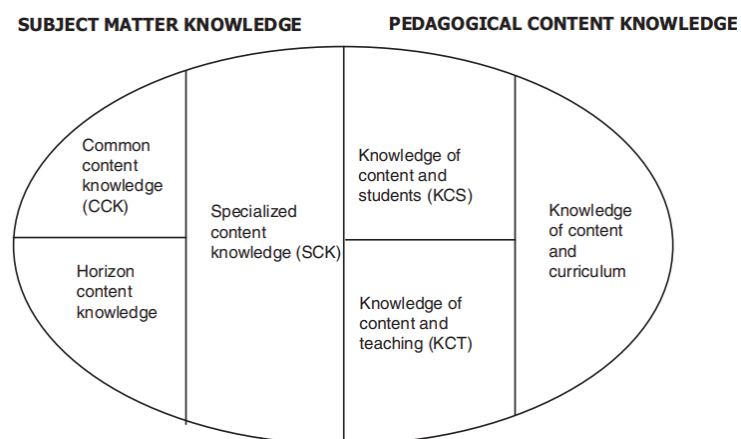 SUBJECT MATTER KNOWLEDGE
PEDAGOGICAL CONTENT KNOWLEDGE
Common
content
knowledge
(CCK)
Horizon
content
knowledge
Specialized
content
knowledge (SCK)
Knowledge of
content and
students (KCS)
Knowledge of
content and
teaching (KCT)
Knowledge
of content
and
curriculum